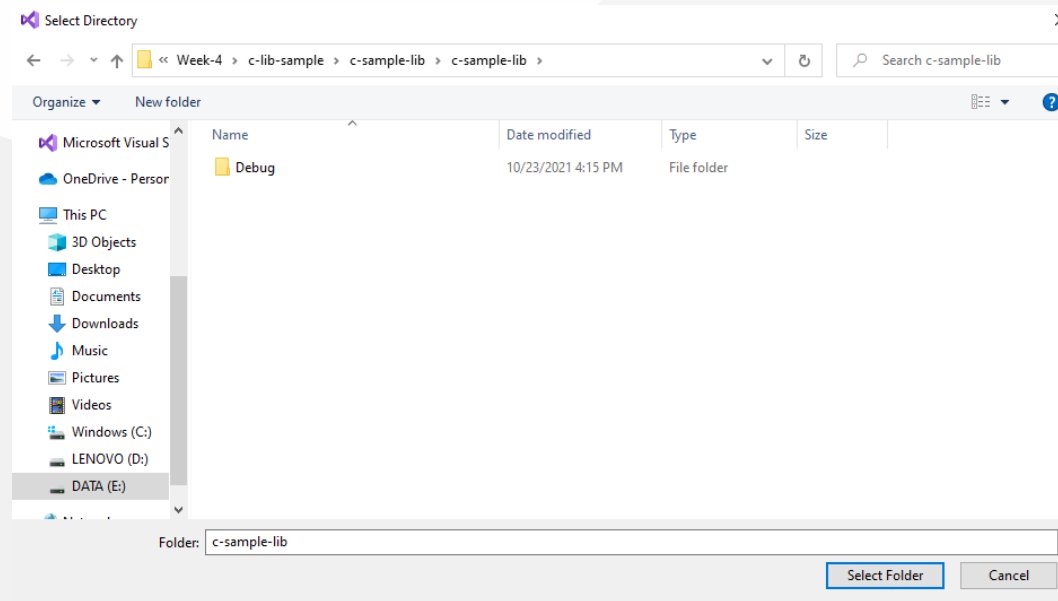 Select Directory
« Week-4 › c-lib-sample › c-sample-lib › c-sample-lib ›
Search c-sample-lib
Organize
New folder
?
Name
Date modified
Type
Size
Microsoft Visual S
Debug
10/23/2021 4:15 PM
File folder
OneDrive - Person
This PC
3D Objects
Desktop
Documents
Downloads
Music
Pictures
Videos
Windows (C:)
LENOVO (D:)
DATA (E:)
Folder: c-sample-lib
Select Folder
Cancel